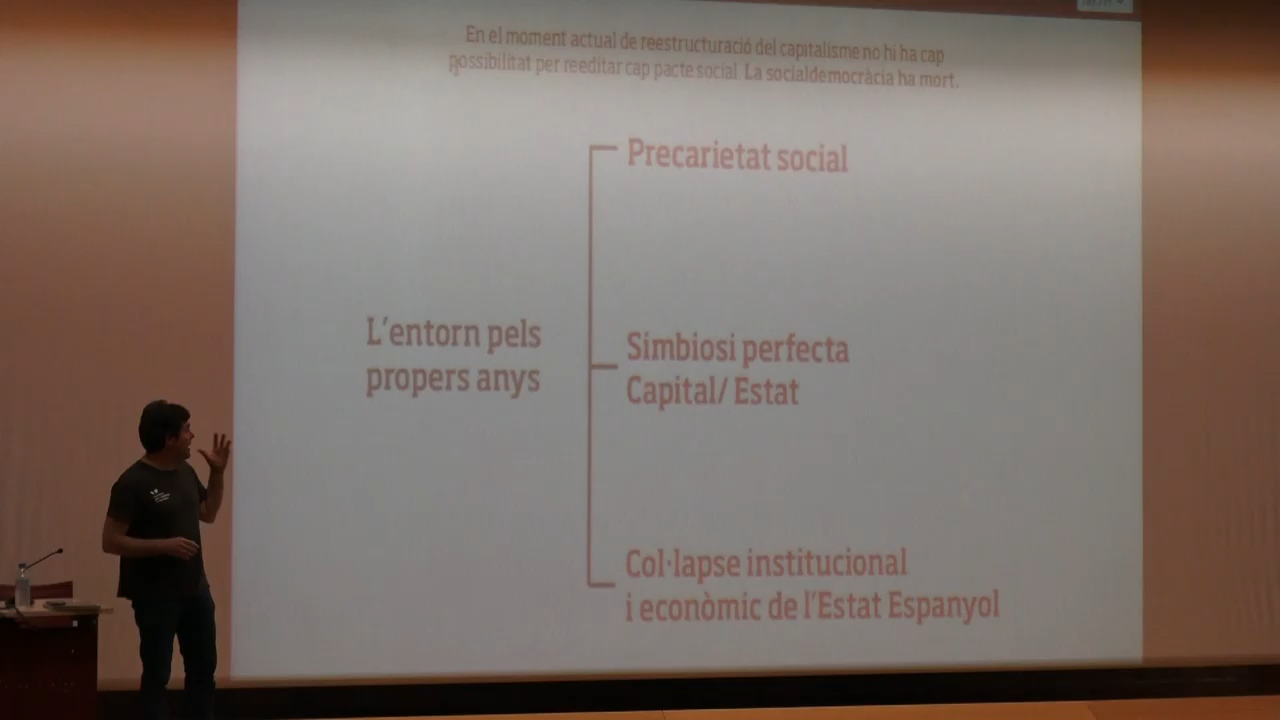 En el moment actual de reestructuració del capitalisme no hi ha cap
possibilitat per reeditar cap pacte social. La socialdemocràcia ha mort.
Precarietat social
L'entorn pels
propers anys
Simbiosi perfecta
Capital/ Estat
Col·lapse institucional
i econòmic de l'Estat Espanyol